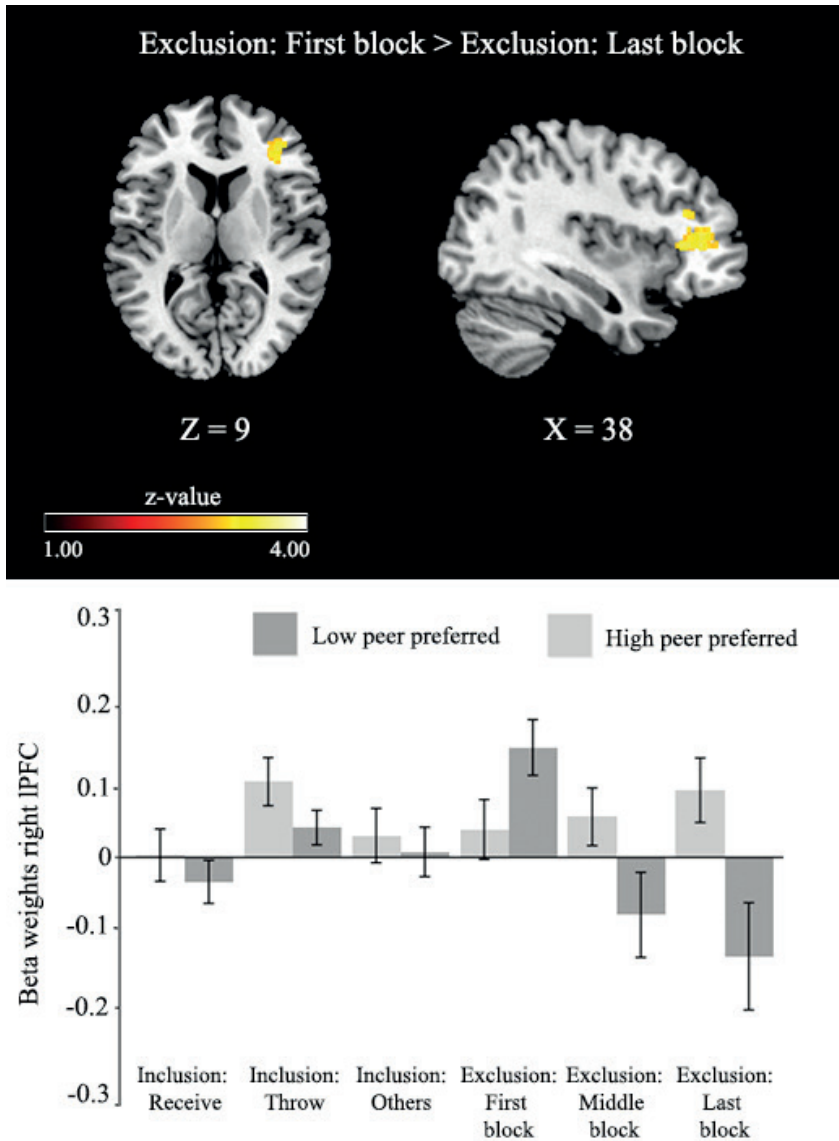 Exclusion: First block > Exclusion: Last block
Z = 9
X = 38
z-value
1.00
4.00
0.3
Low peer preferred
High peer preferred
0.2
0.1
0
-0.1
-0.2
-0.3
Beta weights right lPFC
Inclusion:
Receive
Inclusion:
Throw
Inclusion:
Others
Exclusion:
First
block
Exclusion:
Middle
block
Exclusion:
Last
block